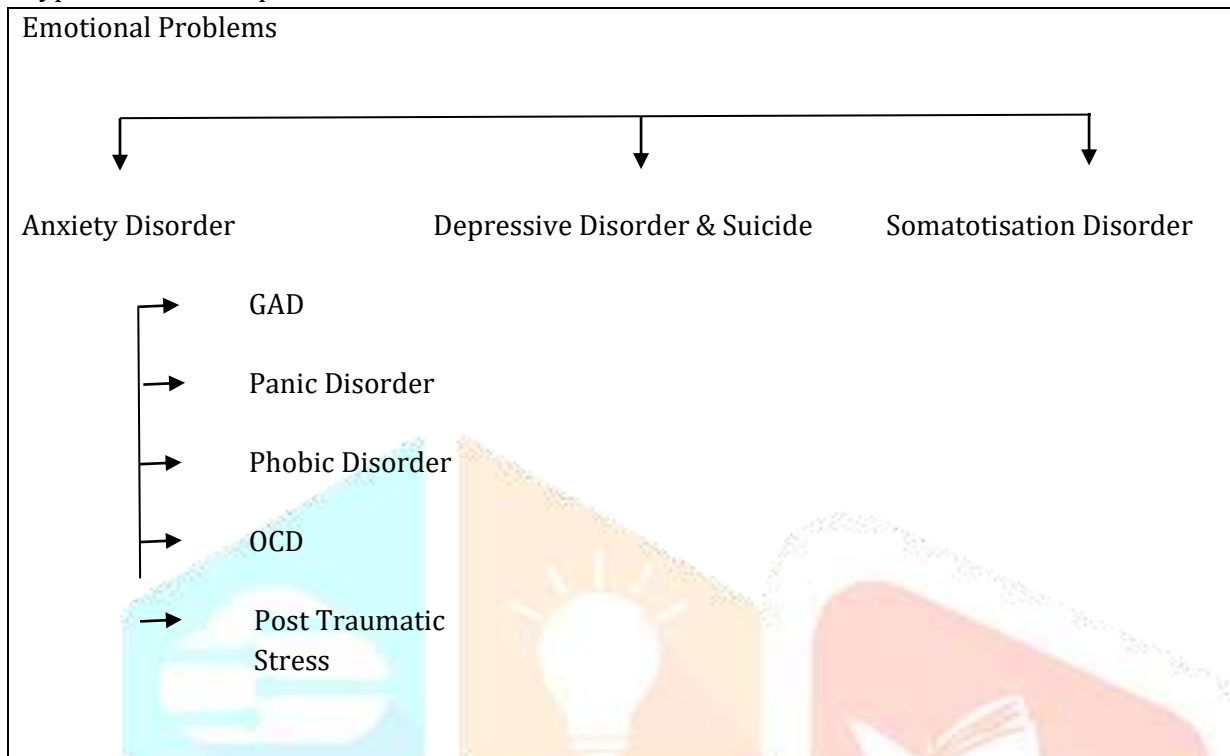 Emotional Problems
Anxiety Disorder
Depressive Disorder & Suicide
Somatotisation Disorder
GAD
Panic Disorder
Phobic Disorder
OCD
Post Traumatic
Stress